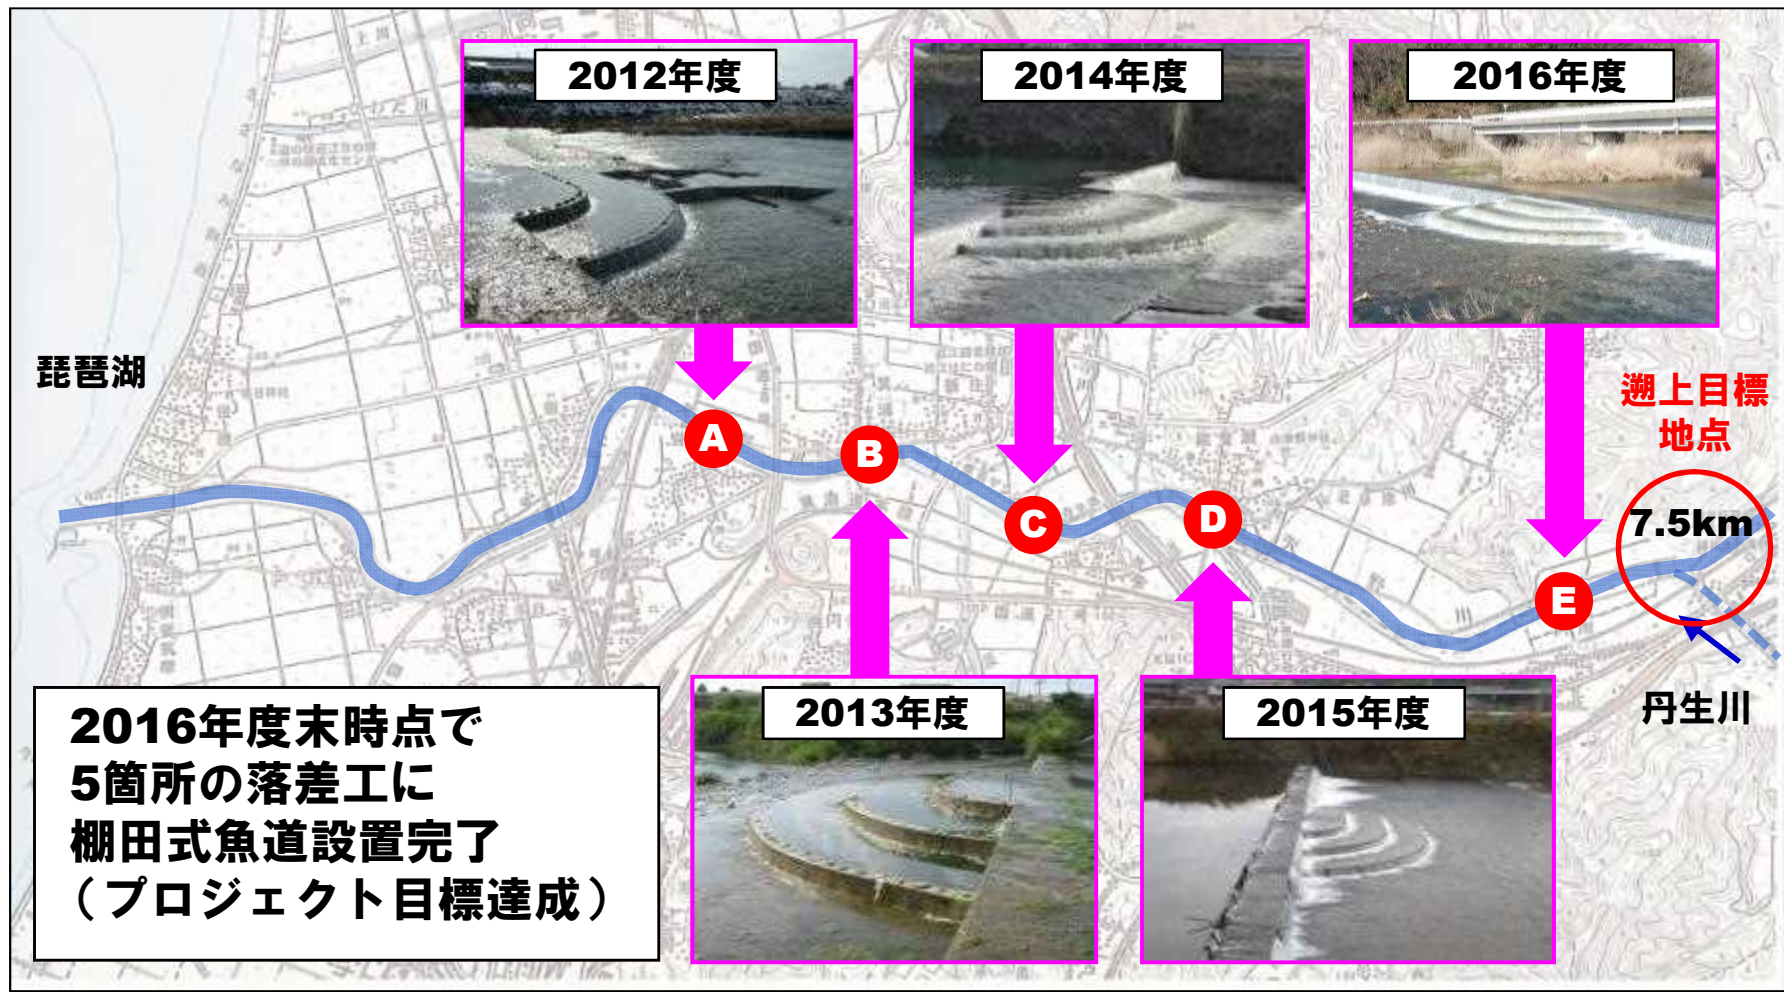 2012年度
2014年度
2016年度
琵琶湖
遡上目標
地点
A
B
C
D
E
7.5km
丹生川
2013年度
2015年度
2016年度末時点で
5箇所の落差工に
棚田式魚道設置完了
（プロジェクト目標達成）